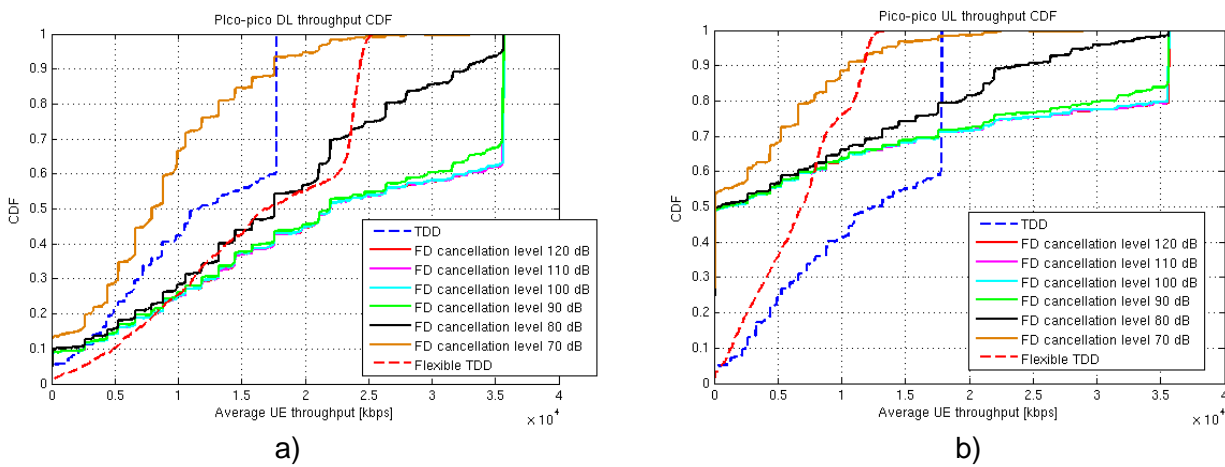 PIco-pico DL throughput CDF
1
0.9
0.8
0.7
0.6
0.5
0.4
0.3
0.2
0.1
0
CDF
0 0.5 1 1.5 2 2.5 3 3.5 4
Average UE throughput [kbps]
× 10⁴
TDD
FD cancellation level 120 dB
FD cancellation level 110 dB
FD cancellation level 100 dB
FD cancellation level 90 dB
FD cancellation level 80 dB
FD cancellation level 70 dB
Flexible TDD
a)
Pico-pico UL throughput CDF
1
0.9
0.8
0.7
0.6
0.5
0.4
0.3
0.2
0.1
0
CDF
0 0.5 1 1.5 2 2.5 3 3.5 4
Average UE throughput [kbps]
× 10⁴
TDD
FD cancellation level 120 dB
FD cancellation level 110 dB
FD cancellation level 100 dB
FD cancellation level 90 dB
FD cancellation level 80 dB
FD cancellation level 70 dB
Flexible TDD
b)